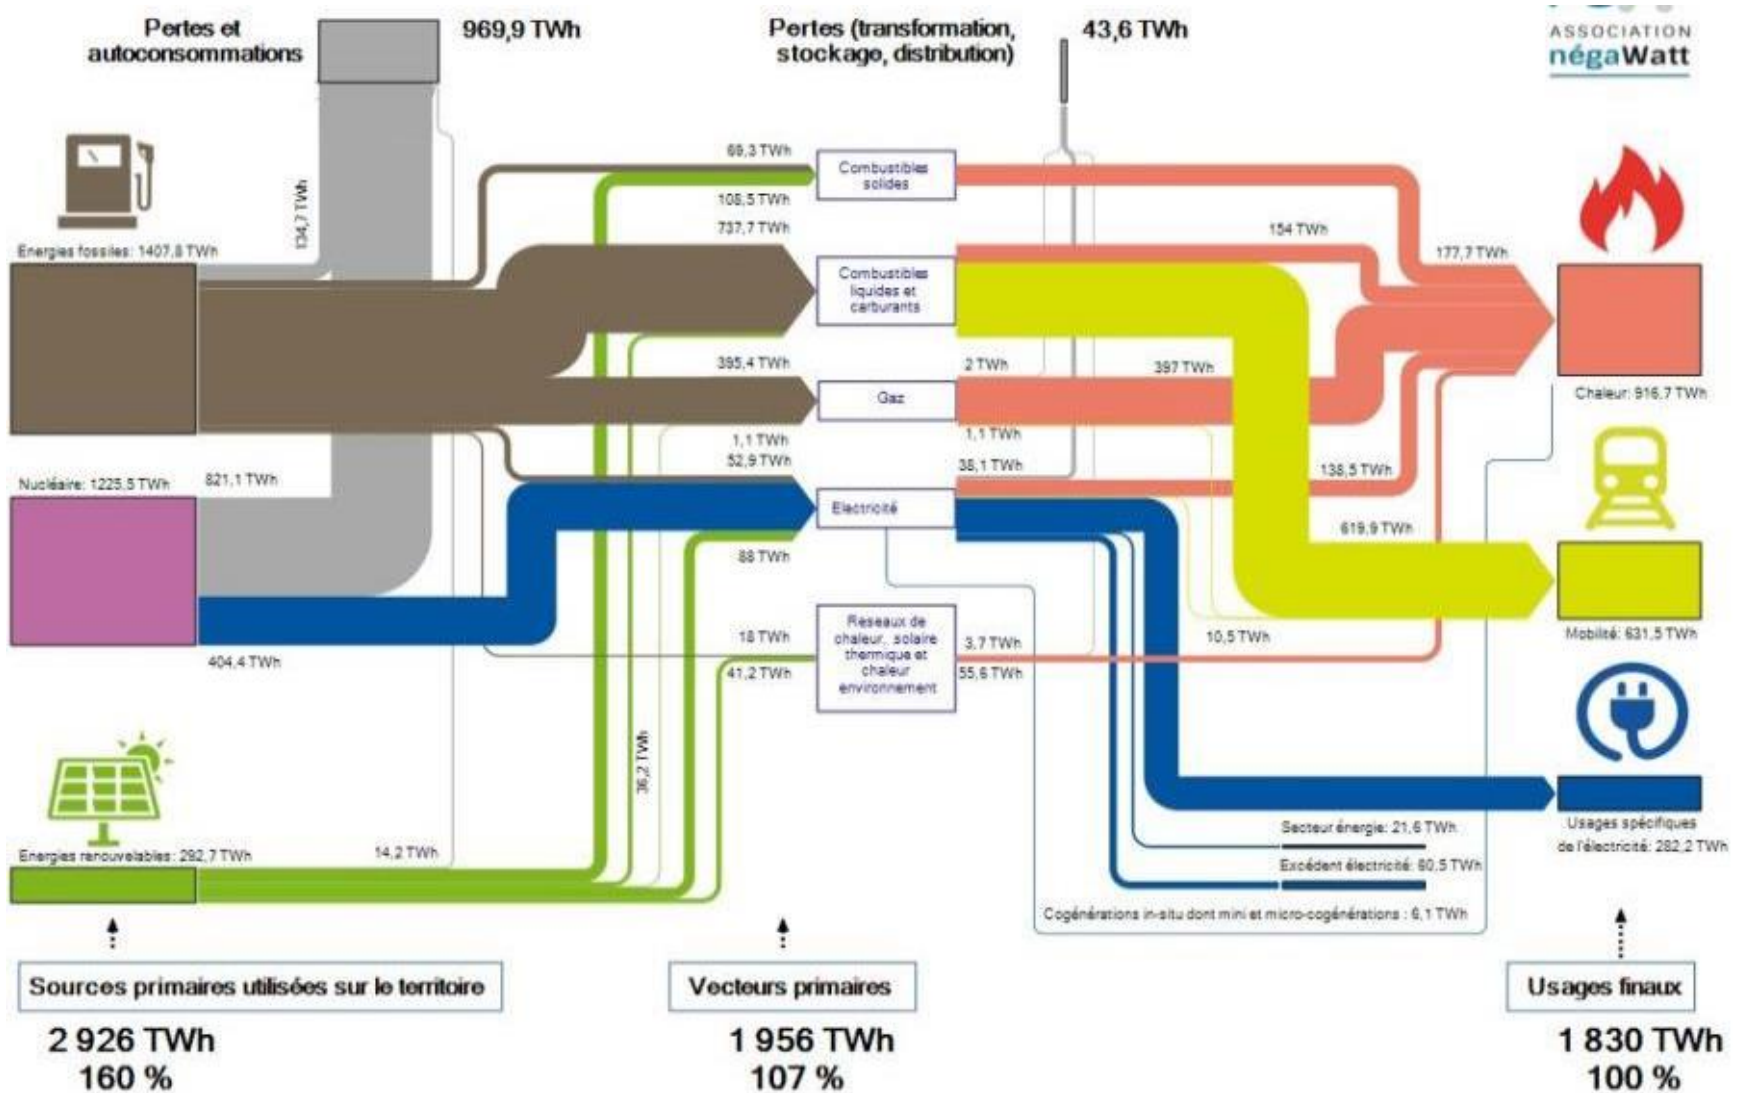 Pertes et
autoconsommations
969,9 TWh
Pertes (transformation,
stockage, distribution)
43,6 TWh
ASSOCIATION
négaWatt
134,7 TWh
69,3 TWh
108,5 TWh
737,7 TWh
Combustibles
solides
154 TWh
177,7 TWh
Energies fossiles: 1407,8 TWh
Combustibles
liquides et
carburants
395,4 TWh
2 TWh
397 TWh
Gaz
Chaleur: 916,7 TWh
1,1 TWh
52,9 TWh
1,1 TWh
38,1 TWh
138,5 TWh
Nucléaire: 1225,5 TWh
821,1 TWh
Electricité
619,9 TWh
88 TWh
404,4 TWh
18 TWh
41,2 TWh
Reseaux de
chaleur, solaire
thermique et
chaleur
environnement
3,7 TWh
55,6 TWh
10,5 TWh
Mobilité: 631,5 TWh
36,2 TWh
Energies renouvelables: 292,7 TWh
14,2 TWh
Secteur énergie: 21,6 TWh
Excédent électricité: 60,5 TWh
Usages spécifiques
de l'électricité: 282,2 TWh
Cogénérations in-situ dont mini et micro-cogénérations : 6,1 TWh
Sources primaires utilisées sur le territoire
2 926 TWh
160 %
Vecteurs primaires
1 956 TWh
107 %
Usages finaux
1 830 TWh
100 %